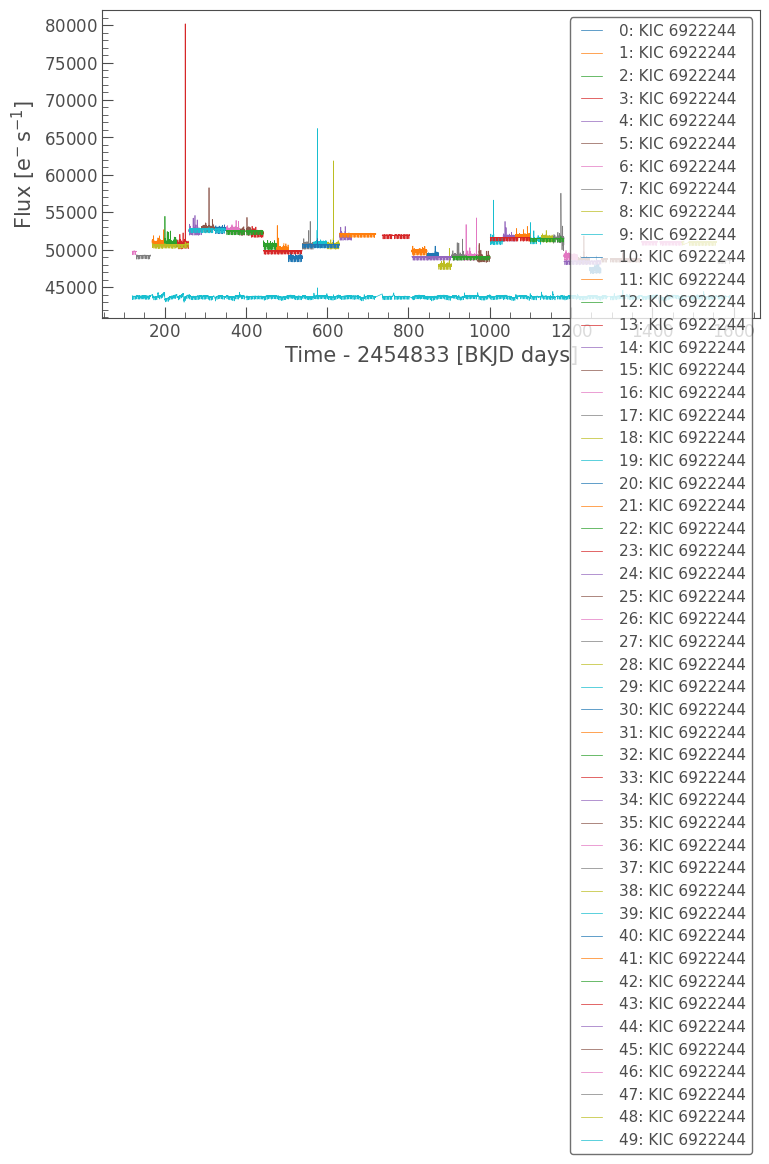 80000
75000
70000
65000
60000
55000
50000
45000
Flux [e⁻ s⁻¹]
200 400 600 800 1000 1200 1400 1600
Time - 2454833 [BKJD days]
0: KIC 6922244
1: KIC 6922244
2: KIC 6922244
3: KIC 6922244
4: KIC 6922244
5: KIC 6922244
6: KIC 6922244
7: KIC 6922244
8: KIC 6922244
9: KIC 6922244
10: KIC 6922244
11: KIC 6922244
12: KIC 6922244
13: KIC 6922244
14: KIC 6922244
15: KIC 6922244
16: KIC 6922244
17: KIC 6922244
18: KIC 6922244
19: KIC 6922244
20: KIC 6922244
21: KIC 6922244
22: KIC 6922244
23: KIC 6922244
24: KIC 6922244
25: KIC 6922244
26: KIC 6922244
27: KIC 6922244
28: KIC 6922244
29: KIC 6922244
30: KIC 6922244
31: KIC 6922244
32: KIC 6922244
33: KIC 6922244
34: KIC 6922244
35: KIC 6922244
36: KIC 6922244
37: KIC 6922244
38: KIC 6922244
39: KIC 6922244
40: KIC 6922244
41: KIC 6922244
42: KIC 6922244
43: KIC 6922244
44: KIC 6922244
45: KIC 6922244
46: KIC 6922244
47: KIC 6922244
48: KIC 6922244
49: KIC 6922244